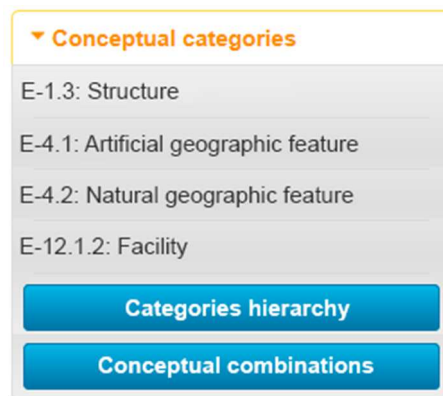 Conceptual categories
E-1.3: Structure
E-4.1: Artificial geographic feature
E-4.2: Natural geographic feature
E-12.1.2: Facility
Categories hierarchy
Conceptual combinations